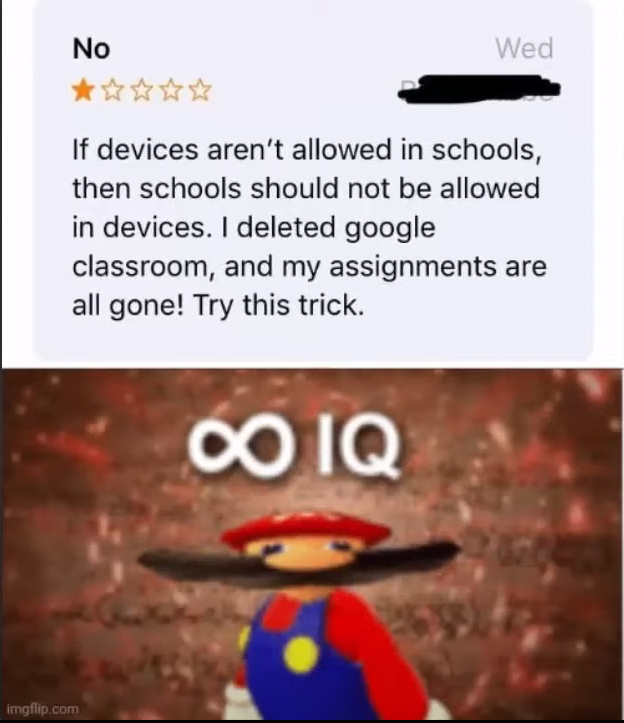 No
Wed
If devices aren't allowed in schools,
then schools should not be allowed
in devices. I deleted google
classroom, and my assignments are
all gone! Try this trick.
∞ IQ
imgflip.com